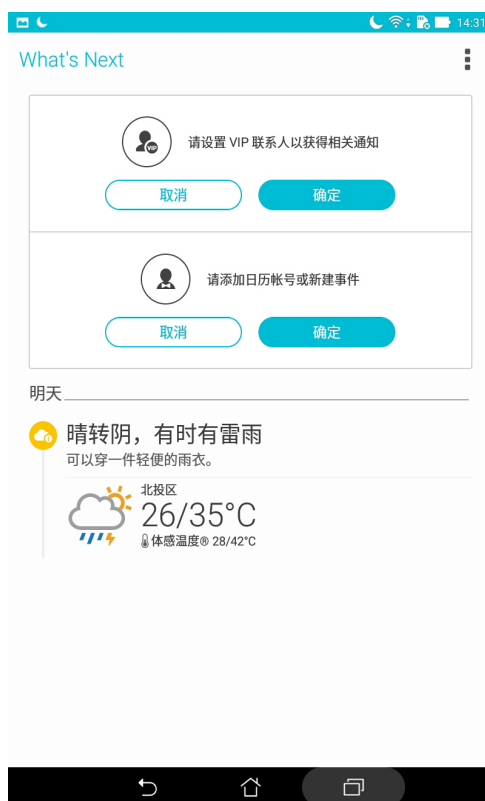 14:31
What's Next
请设置 VIP 联系人以获得相关通知
取消 确定
请添加日历帐号或新建事件
取消 确定
明天
晴转阴，有时有雷雨
可以穿一件轻便的雨衣。
北投区
26/35°C
体感温度® 28/42°C